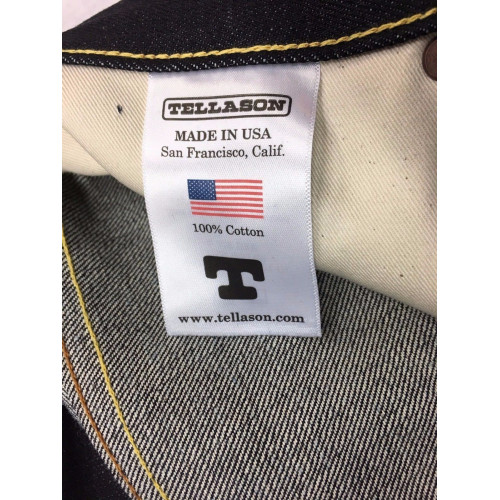 TELLASON
MADE IN USA
San Francisco, Calif.
100% Cotton
T
www.tellason.com